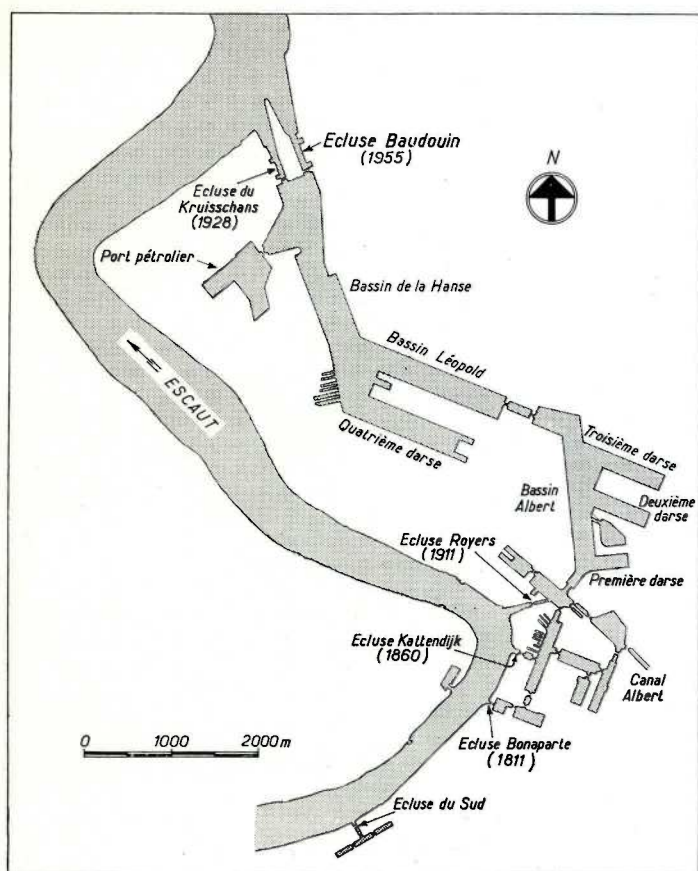 Ecluse Baudouin
(1955)
N
Ecluse du
Kruisschans
(1928)
Port pétrolier
Bassin de la Hanse
Bassin Léopold
ESCAUT
Quatrième darse
Troisième darse
Bassin
Albert
Deuxième
darse
Ecluse Royers
(1911)
Première darse
Ecluse Kattendijk
(1860)
Canal
Albert
0 1000 2000 m
Ecluse Bonaparte
(1811)
Ecluse du Sud